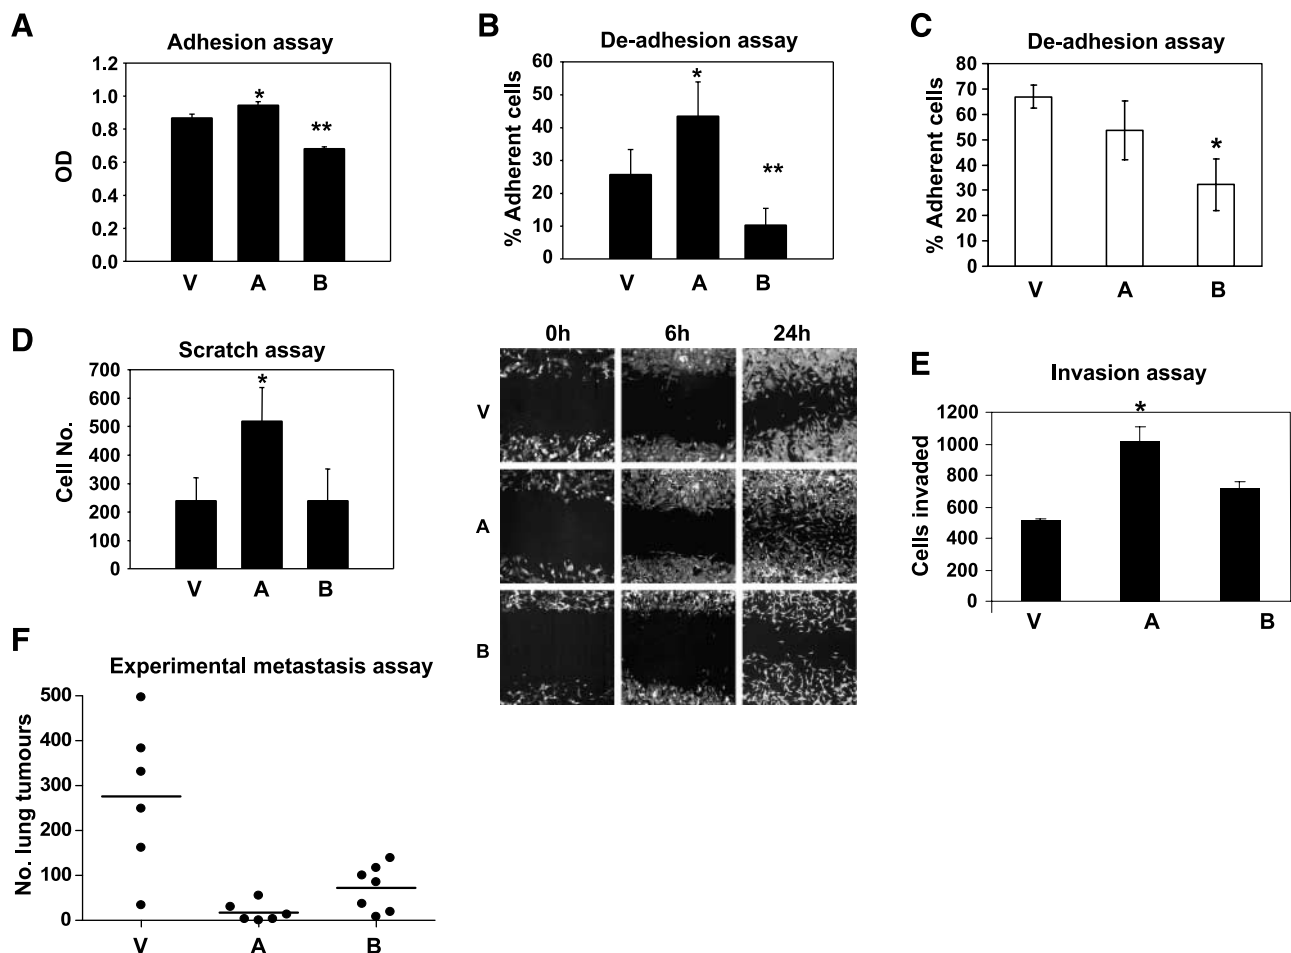 A
Adhesion assay
1.2
1.0
0.8
0.6
0.4
0.2
0.0
OD
*
**
V A B
B
De-adhesion assay
60
50
40
30
20
10
0
% Adherent cells
*
**
V A B
C
De-adhesion assay
80
70
60
50
40
30
20
10
0
% Adherent cells
*
V A B
D
Scratch assay
700
600
500
400
300
200
100
0
Cell No.
*
V A B
0h 6h 24h
V
A
B
E
Invasion assay
1200
1000
800
600
400
200
0
Cells invaded
*
V A B
F
Experimental metastasis assay
500
400
300
200
100
0
No. lung tumours
V A B